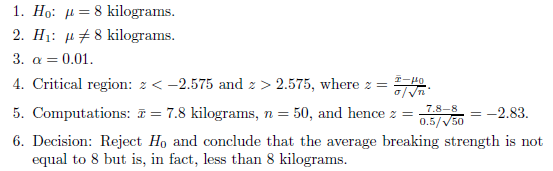 1. H₀: μ = 8 kilograms.
2. H₁: μ ≠ 8 kilograms.
3. α = 0.01.
4. Critical region: z < −2.575 and z > 2.575, where z = (x̄−μ₀)/(σ/√n).
5. Computations: x̄ = 7.8 kilograms, n = 50, and hence z = (7.8−8)/(0.5/√50) = −2.83.
6. Decision: Reject H₀ and conclude that the average breaking strength is not
equal to 8 but is, in fact, less than 8 kilograms.